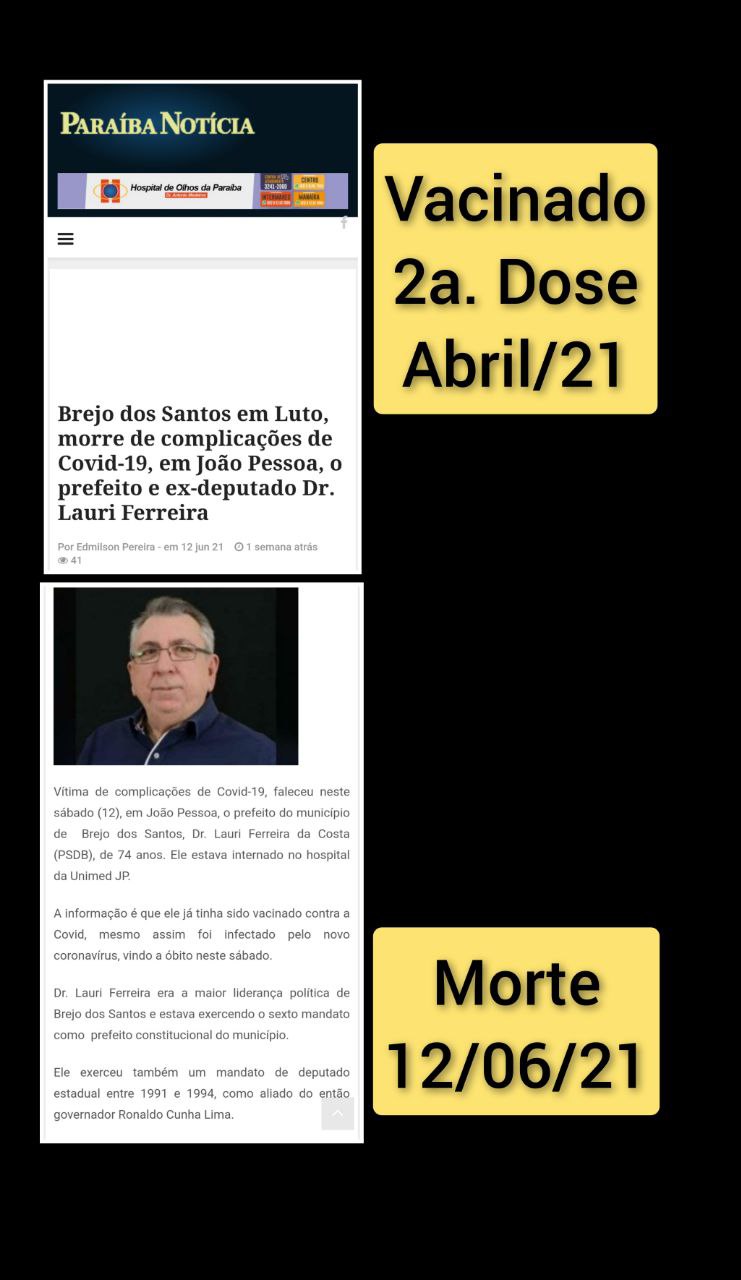 PARAÍBA NOTÍCIA
Hospital de Olhos da Paraíba
CENTRO
3241-2000
MANAÍRA
Brejo dos Santos em Luto,
morre de complicações de
Covid-19, em João Pessoa, o
prefeito e ex-deputado Dr.
Lauri Ferreira
Por Edmilson Pereira - em 12 jun 21 1 semana atrás
41
Vacinado
2a. Dose
Abril/21
Vítima de complicações de Covid-19, faleceu neste
sábado (12), em João Pessoa, o prefeito do município
de Brejo dos Santos, Dr. Lauri Ferreira da Costa
(PSDB), de 74 anos. Ele estava internado no hospital
da Unimed JP.
A informação é que ele já tinha sido vacinado contra a
Covid, mesmo assim foi infectado pelo novo
coronavírus, vindo a óbito neste sábado.
Dr. Lauri Ferreira era a maior liderança política de
Brejo dos Santos e estava exercendo o sexto mandato
como prefeito constitucional do município.
Ele exerceu também um mandato de deputado
estadual entre 1991 e 1994, como aliado do então
governador Ronaldo Cunha Lima.
Morte
12/06/21